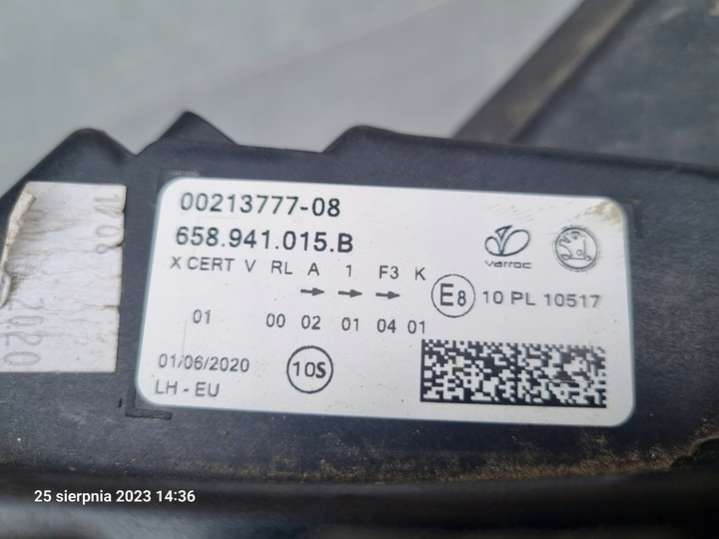 00213777-08
658.941.015.B
X CERT V RL A 1 F3 K
varroc
E8 10 PL 10517
01 00 02 01 04 01
01/06/2020
10S
LH - EU
2020
25 sierpnia 2023 14:36